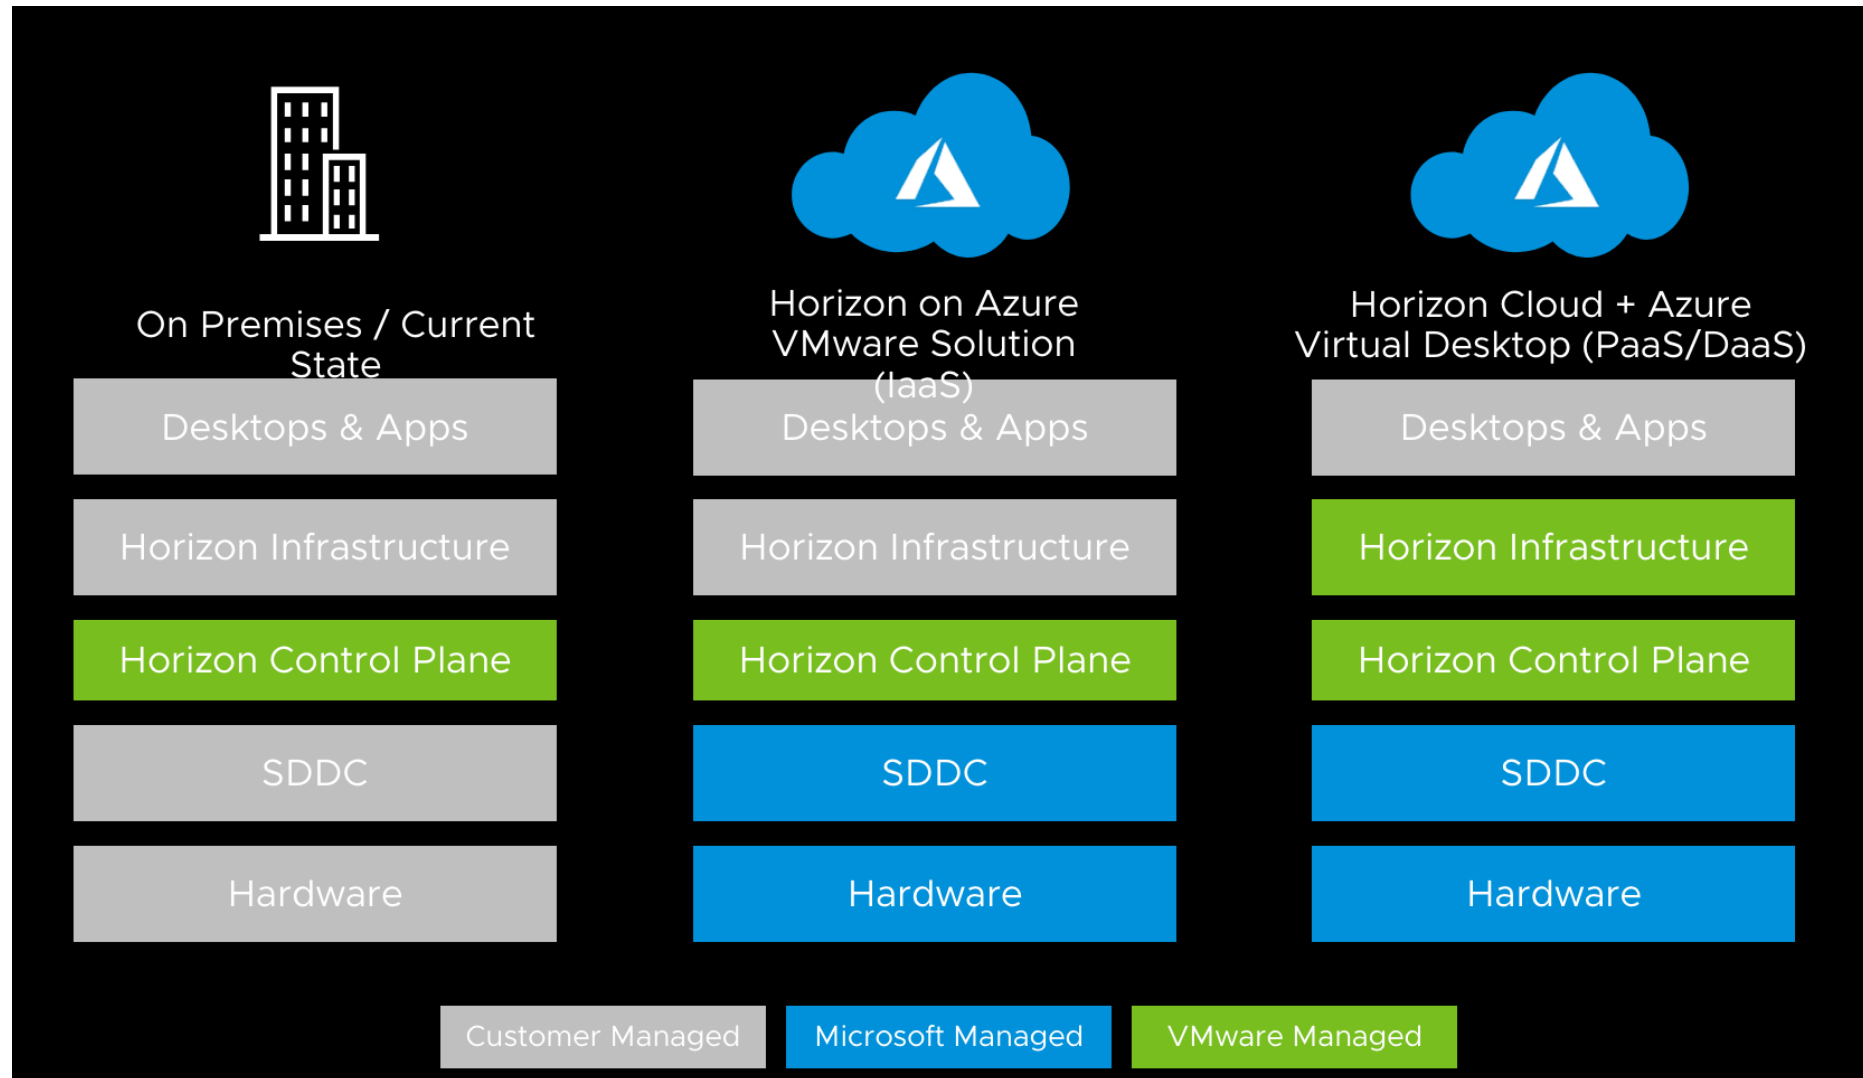 On Premises / Current
State
Desktops & Apps
Horizon Infrastructure
Horizon Control Plane
SDDC
Hardware
Horizon on Azure
VMware Solution
(IaaS)
Desktops & Apps
Horizon Infrastructure
Horizon Control Plane
SDDC
Hardware
Horizon Cloud + Azure
Virtual Desktop (PaaS/DaaS)
Desktops & Apps
Horizon Infrastructure
Horizon Control Plane
SDDC
Hardware
Customer Managed
Microsoft Managed
VMware Managed